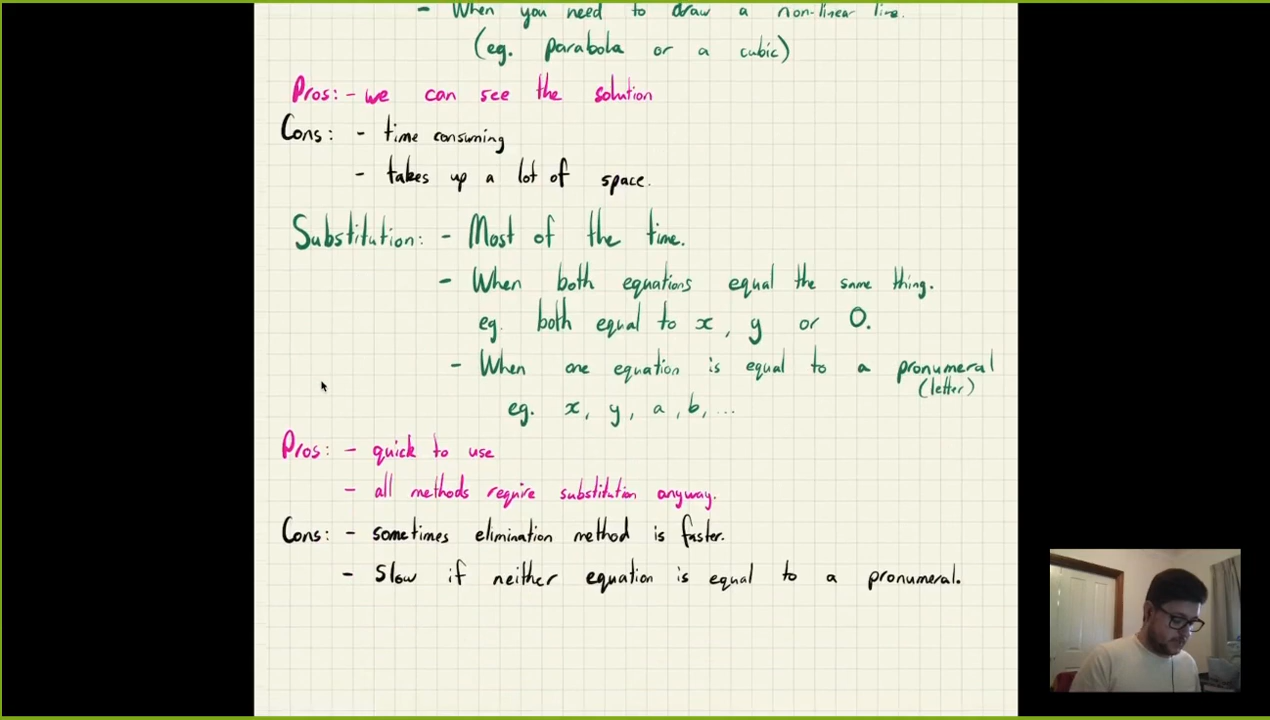 - When you need to draw a non-linear line.
(eg. parabola or a cubic)
Pros: - we can see the solution
Cons: - time consuming
- takes up a lot of space.
Substitution: - Most of the time.
- When both equations equal the same thing.
eg. both equal to x, y or 0.
- When one equation is equal to a pronumeral
(letter)
eg. x, y, a, b, ...
Pros: - quick to use
- all methods require substitution anyway.
Cons: - sometimes elimination method is faster.
- Slow if neither equation is equal to a pronumeral.